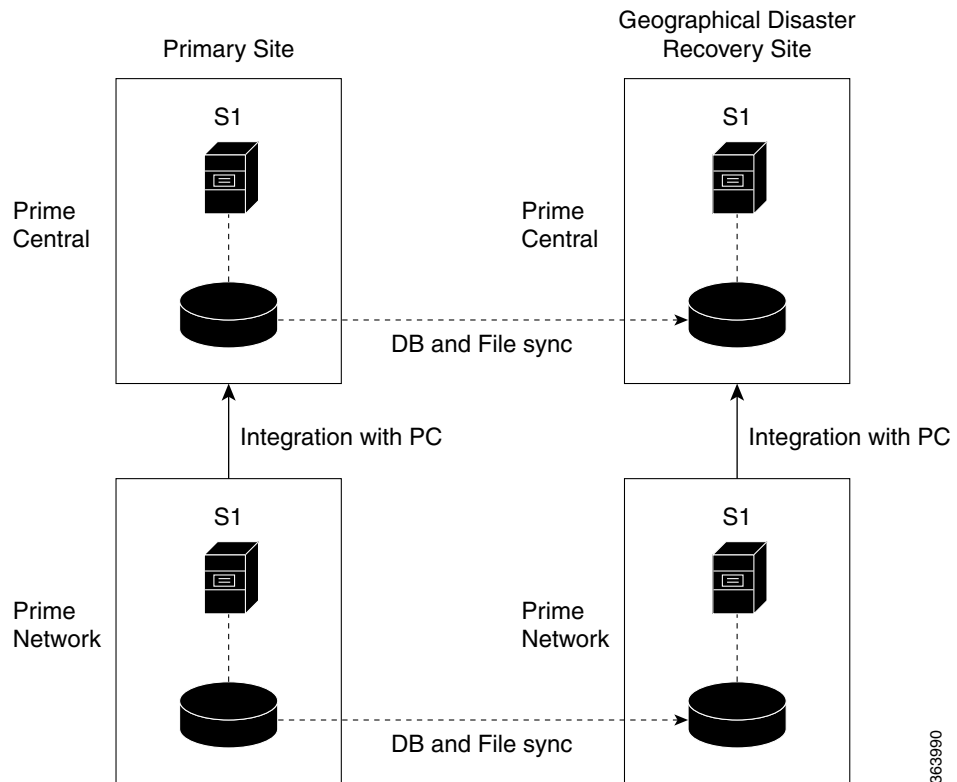 Primary Site
Geographical Disaster
Recovery Site
S1
S1
Prime
Central
Prime
Central
DB and File sync
Integration with PC
Integration with PC
S1
S1
Prime
Network
Prime
Network
DB and File sync
363990